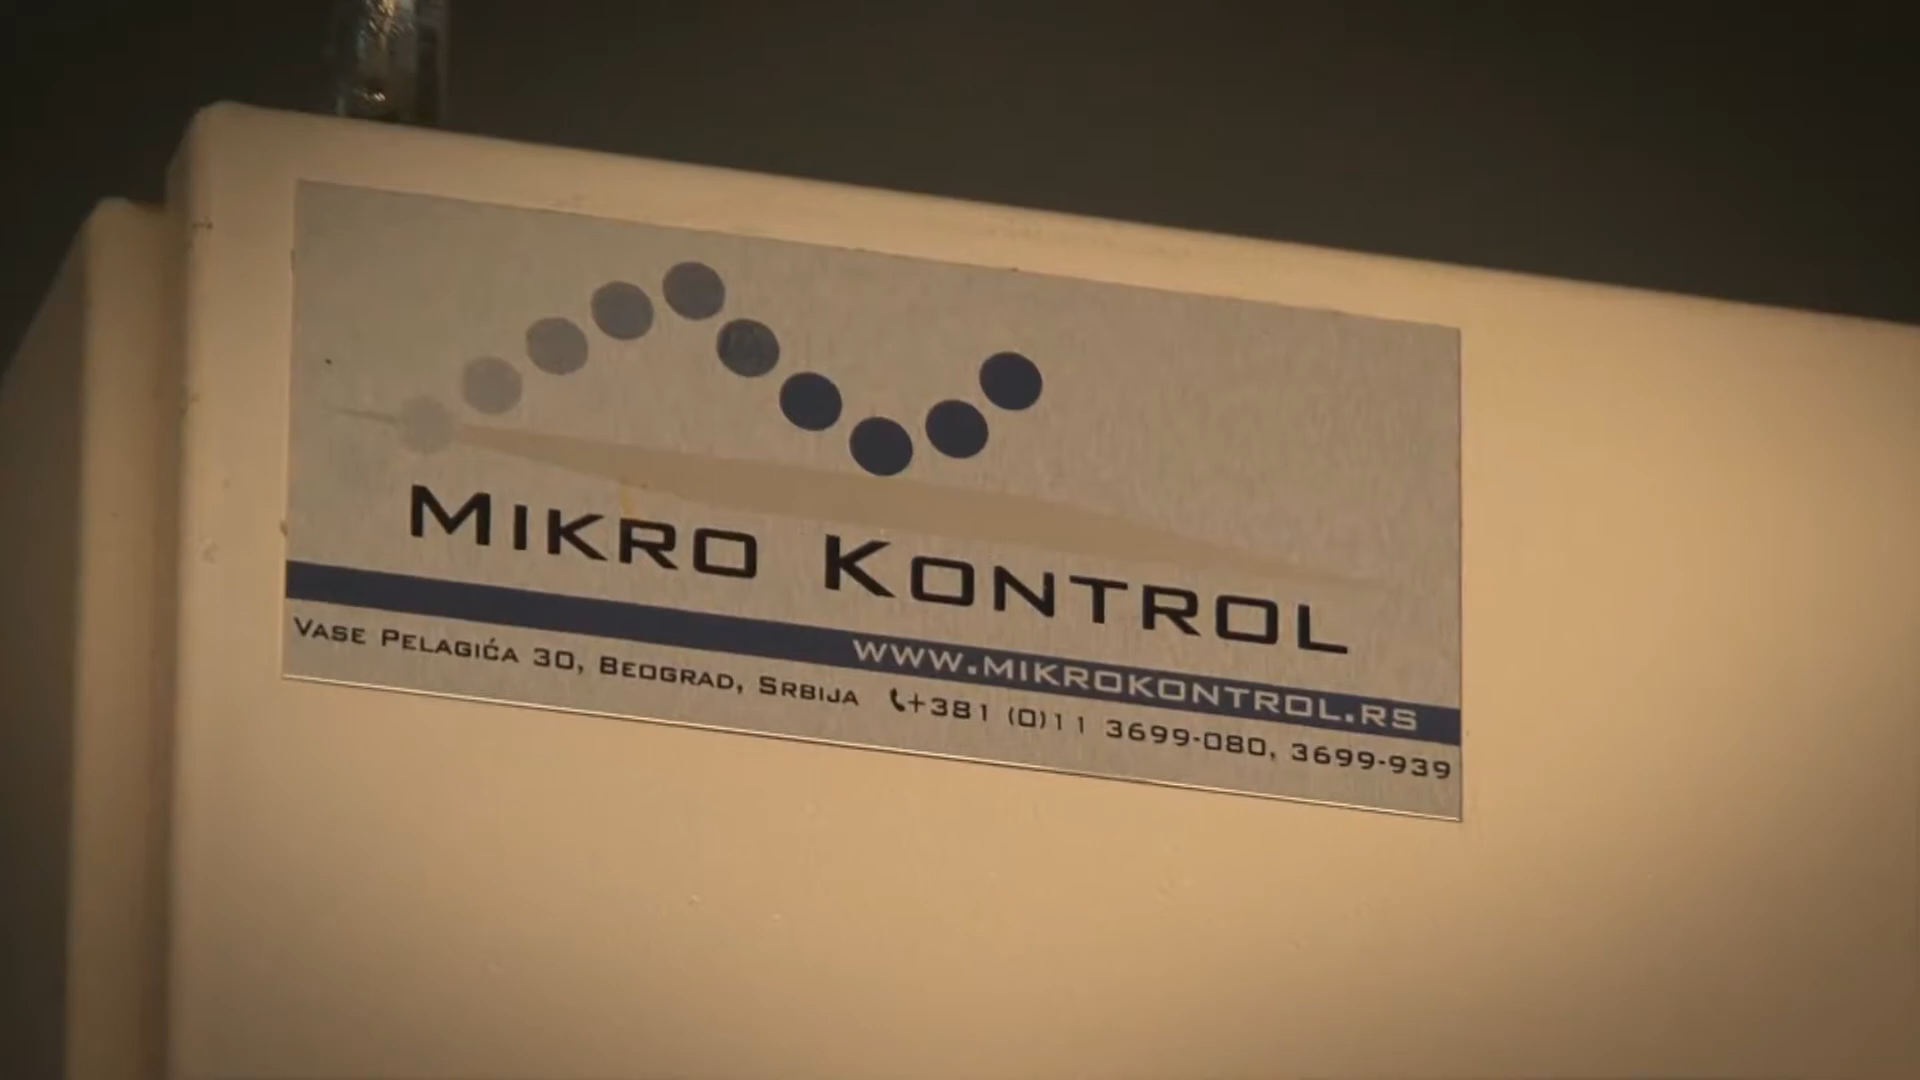 MIKRO KONTROL
WWW.MIKROKONTROL.RS
VASE PELAGIĆA 30, BEOGRAD, SRBIJA +381 (0)11 3699-080, 3699-939